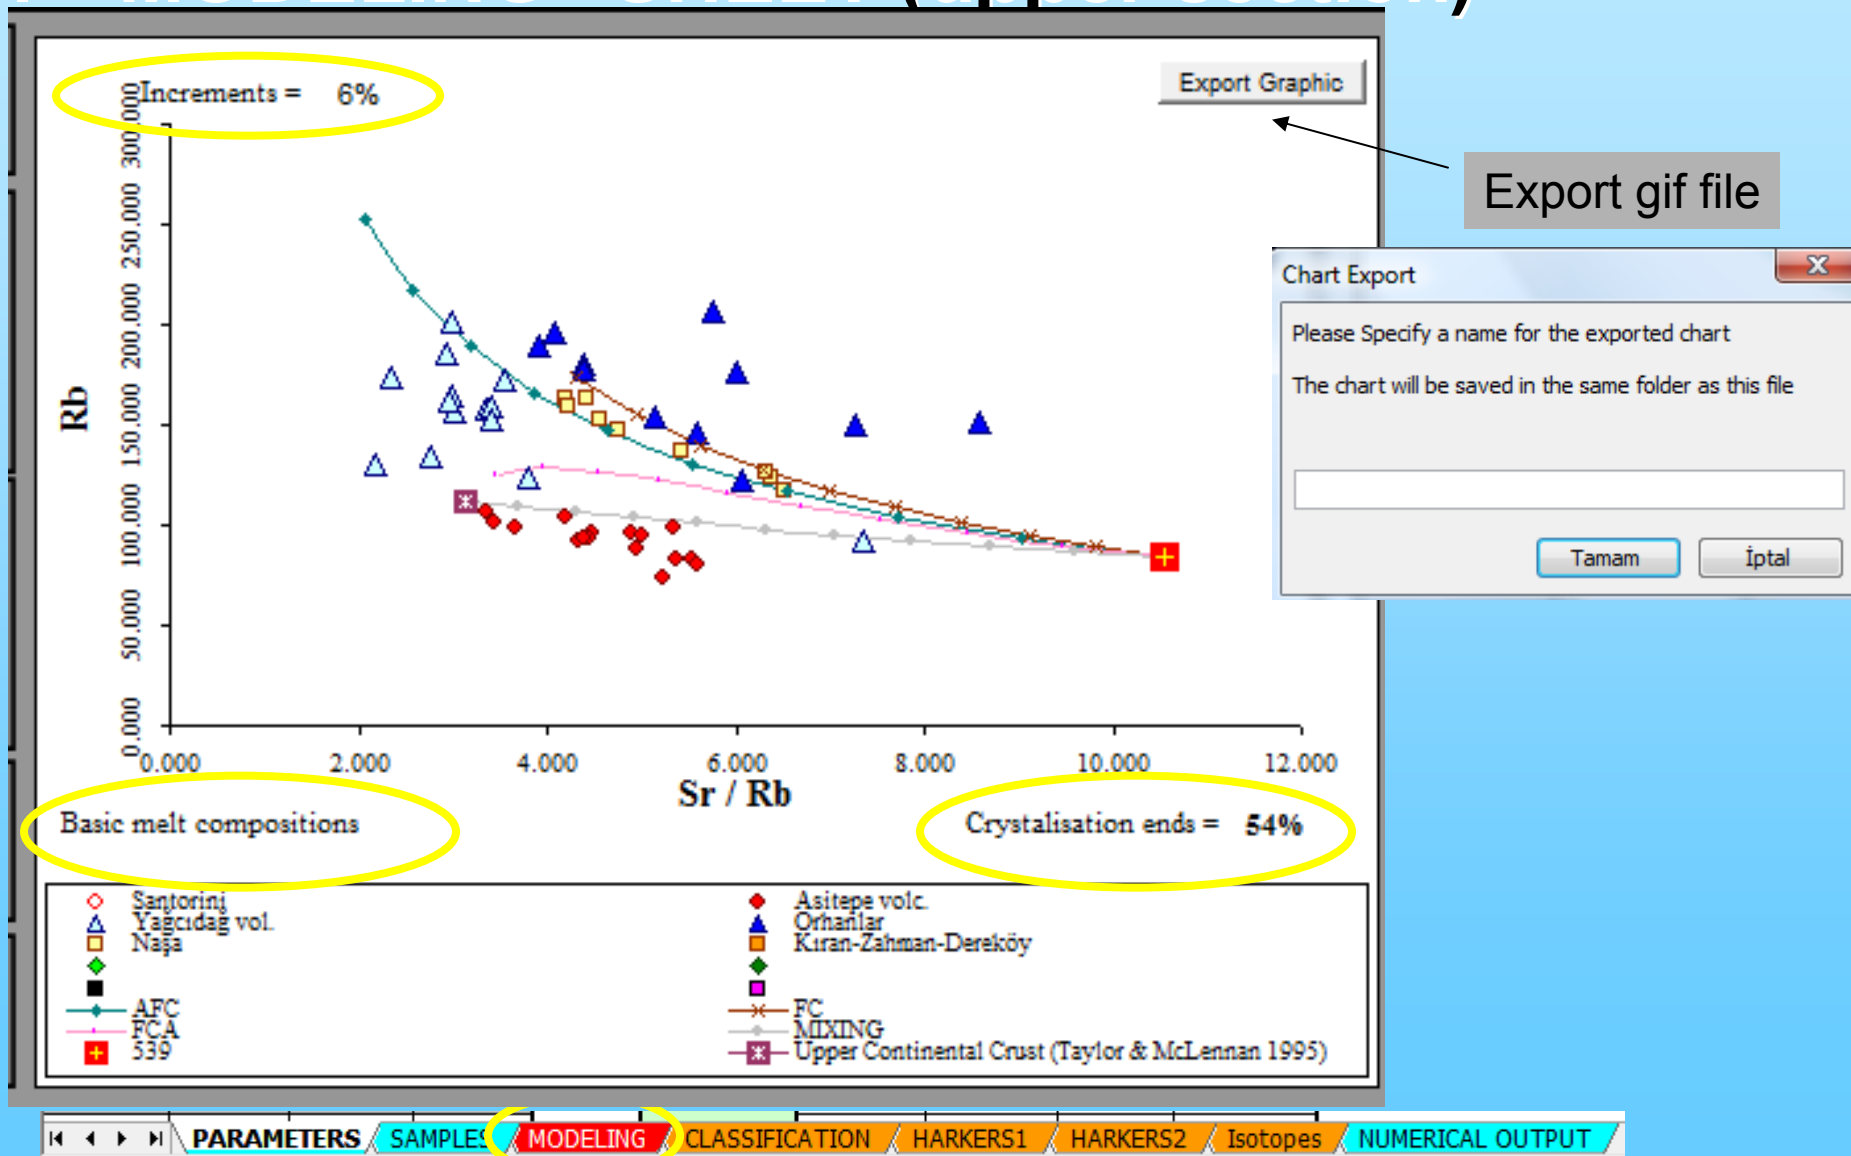 MODELING SHEET (upper section)
Increments = 6%
Export Graphic
Export gif file
300.000
250.000
200.000
150.000
100.000
50.000
0.000
Rb
0.000 2.000 4.000 6.000 8.000 10.000 12.000
Sr / Rb
Basic melt compositions
Crystalisation ends = 54%
Chart Export
Please Specify a name for the exported chart
The chart will be saved in the same folder as this file
Tamam İptal
Santorini
Asitepe volc.
Yağcıdağ vol.
Orhanlar
Naşa
Kıran-Zahman-Dereköy
AFC
FC
FCA
MIXING
539
Upper Continental Crust (Taylor & McLennan 1995)
PARAMETERS SAMPLES MODELING CLASSIFICATION HARKERS1 HARKERS2 Isotopes NUMERICAL OUTPUT